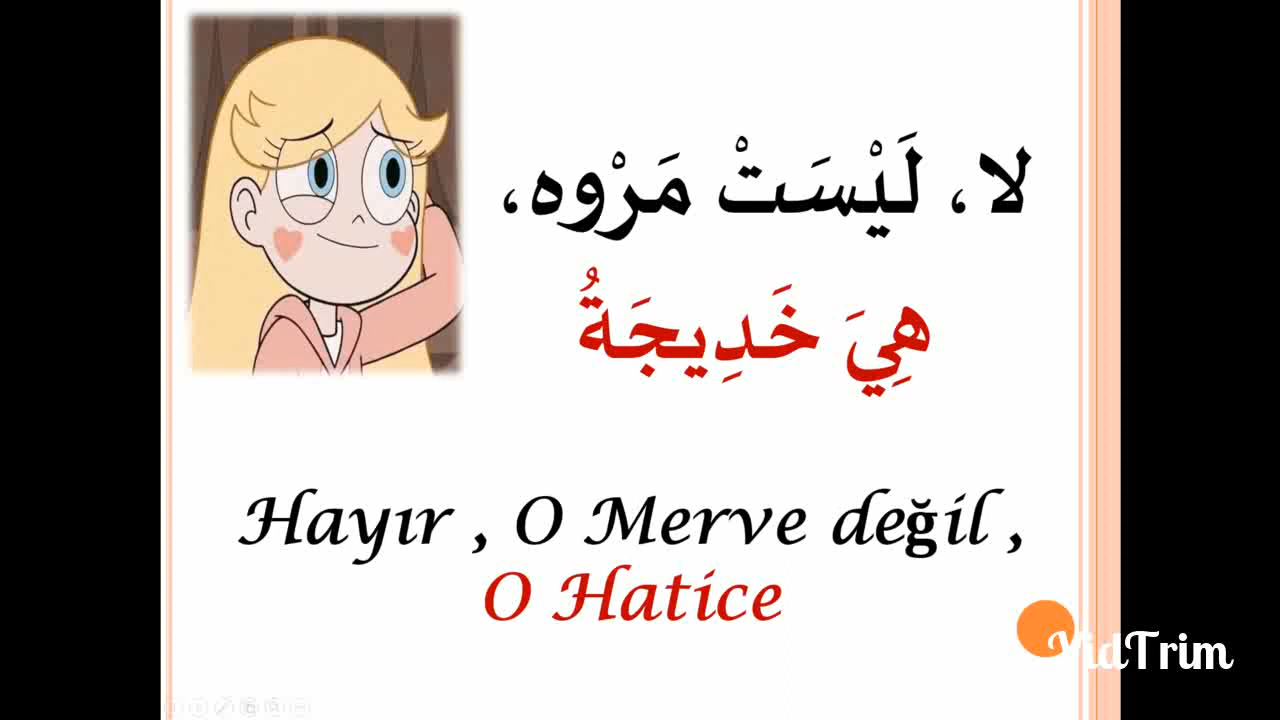 لا، لَيْسَتْ مَرْوه،
هِيَ خَدِيجَةُ
Hayır , O Merve değil ,
O Hatice
VidTrim